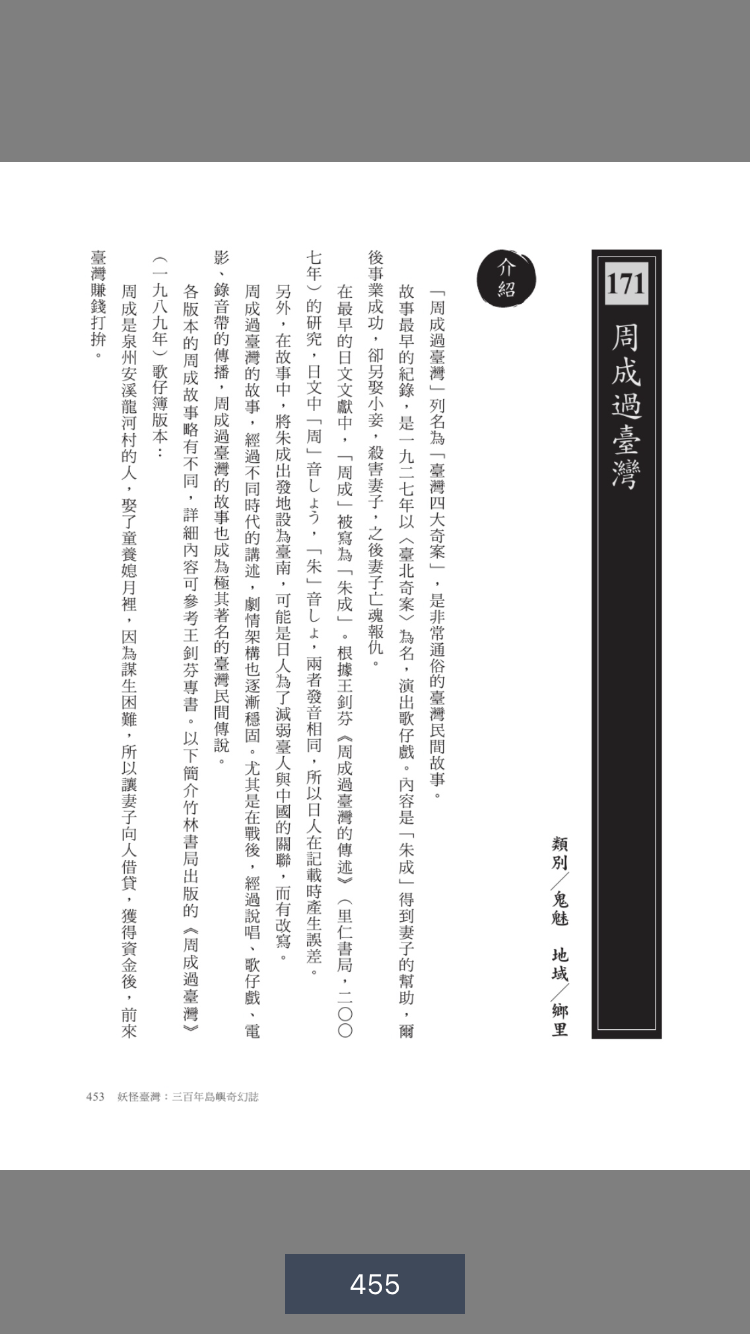 171 周成過臺灣
類別／鬼魅 地域／鄉里
介紹
「周成過臺灣」列名為「臺灣四大奇案」，是非常通俗的臺灣民間故事。
故事最早的紀錄，是一九二七年以〈臺北奇案〉為名，演出歌仔戲。內容是「朱成」得到妻子的幫助，爾
後事業成功，卻另娶小妾，殺害妻子，之後妻子亡魂報仇。
在最早的日文文獻中，「周成」被寫為「朱成」。根據王釗芬《周成過臺灣的傳述》（里仁書局，二〇〇
七年）的研究，日文中「周」音しょう，「朱」音しょ，兩者發音相同，所以日人在記載時產生誤差。
另外，在故事中，將朱成出發地設為臺南，可能是日人為了減弱臺人與中國的關聯，而有改寫。
周成過臺灣的故事，經過不同時代的講述，劇情架構也逐漸穩固。尤其是在戰後，經過說唱、歌仔戲、電
影、錄音帶的傳播，周成過臺灣的故事也成為極其著名的臺灣民間傳說。
各版本的周成故事略有不同，詳細內容可參考王釗芬專書。以下簡介竹林書局出版的《周成過臺灣》
（一九八九年）歌仔簿版本：
周成是泉州安溪龍河村的人，娶了童養媳月裡，因為謀生困難，所以讓妻子向人借貸，獲得資金後，前來
臺灣賺錢打拚。
453 妖怪臺灣：三百年島嶼奇幻誌
455